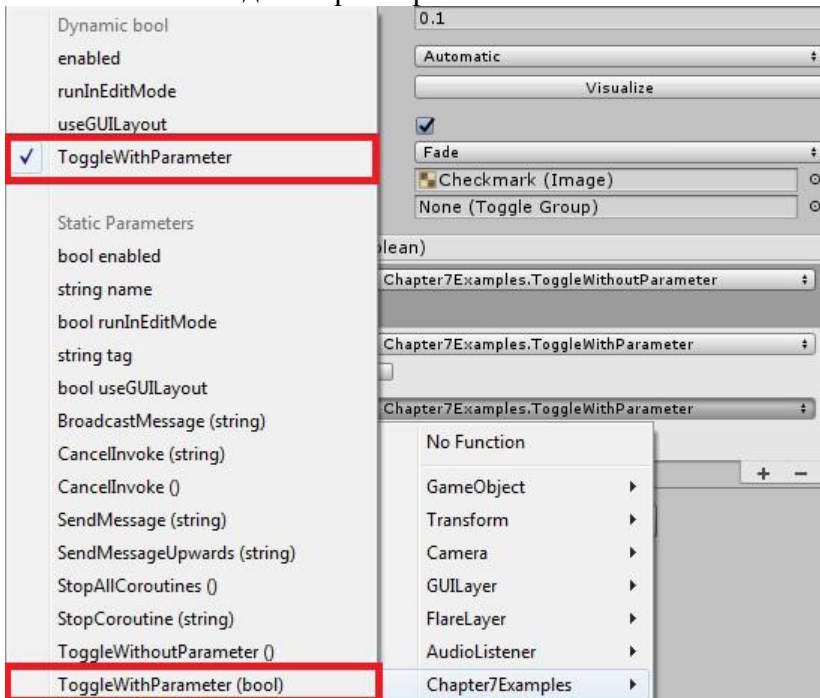 Dynamic bool
enabled
runInEditMode
useGUILayout
ToggleWithParameter
Static Parameters
bool enabled
string name
bool runInEditMode
string tag
bool useGUILayout
BroadcastMessage (string)
CancelInvoke (string)
CancelInvoke ()
SendMessage (string)
SendMessageUpwards (string)
StopAllCoroutines ()
StopCoroutine (string)
ToggleWithoutParameter ()
ToggleWithParameter (bool)
0.1
Automatic
Visualize
Fade
Checkmark (Image)
None (Toggle Group)
lean)
Chapter7Examples.ToggleWithoutParameter
Chapter7Examples.ToggleWithParameter
Chapter7Examples.ToggleWithParameter
No Function
GameObject
Transform
Camera
GUILayer
FlareLayer
AudioListener
Chapter7Examples
+ −